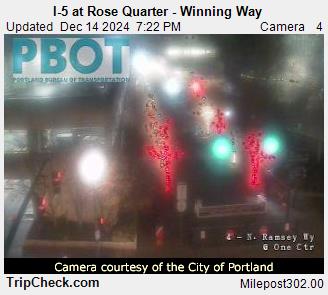 I-5 at Rose Quarter - Winning Way
Updated  Dec 14 2024  7:22 PM Camera  4
PBOT
PORTLAND BUREAU OF TRANSPORTATION
4 - N. Ramsey Wy
@ One Ctr
Camera courtesy of the City of Portland
TripCheck.com Milepost302.00